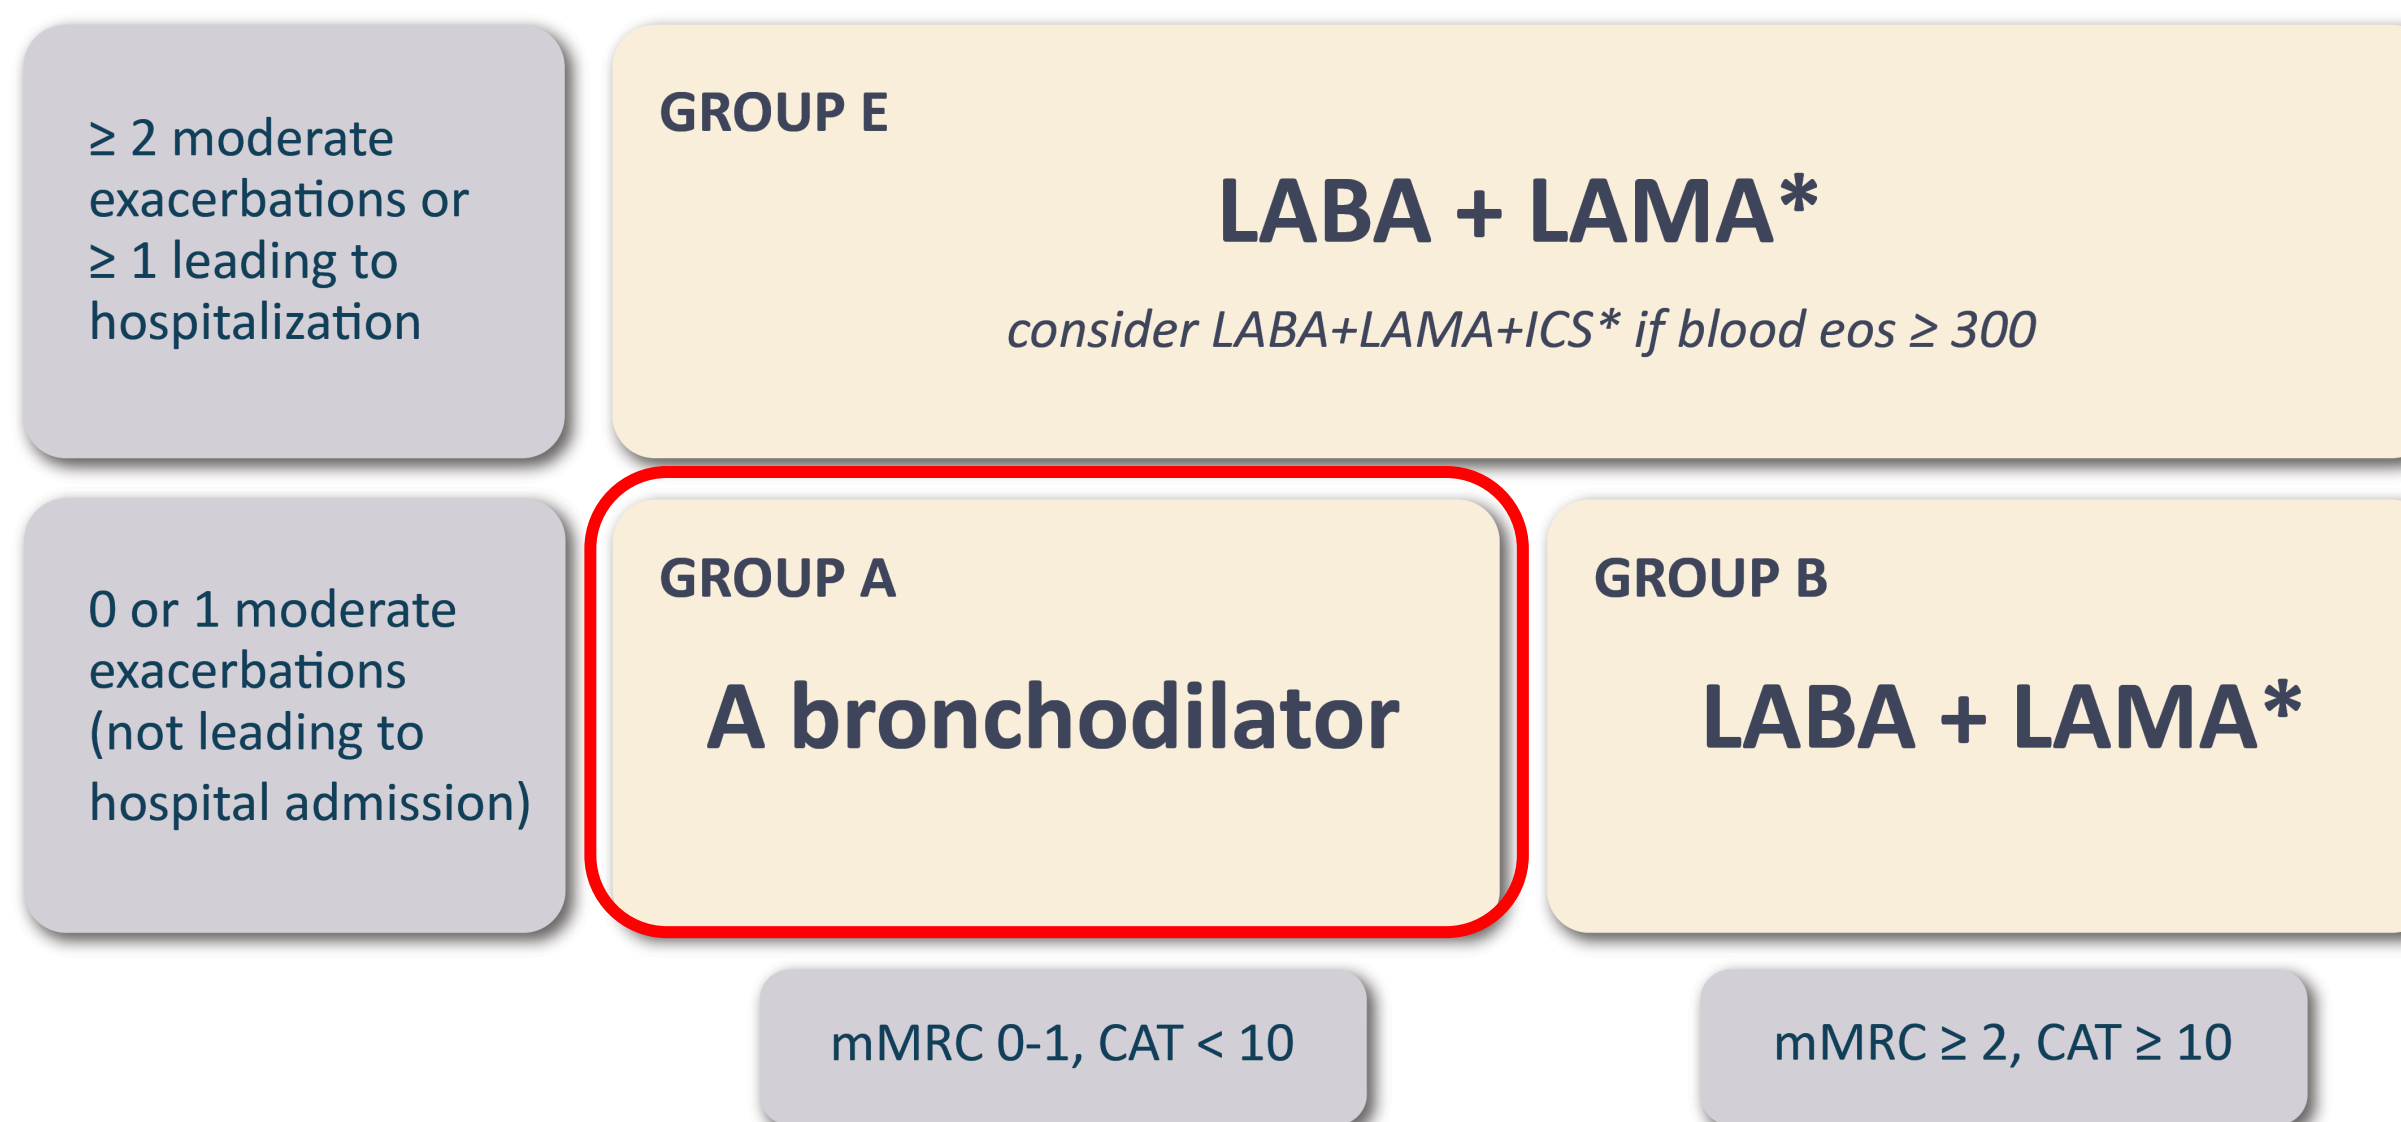 ≥ 2 moderate
exacerbations or
≥ 1 leading to
hospitalization
GROUP E
LABA + LAMA*
consider LABA+LAMA+ICS* if blood eos ≥ 300
0 or 1 moderate
exacerbations
(not leading to
hospital admission)
GROUP A
A bronchodilator
GROUP B
LABA + LAMA*
mMRC 0-1, CAT < 10
mMRC ≥ 2, CAT ≥ 10